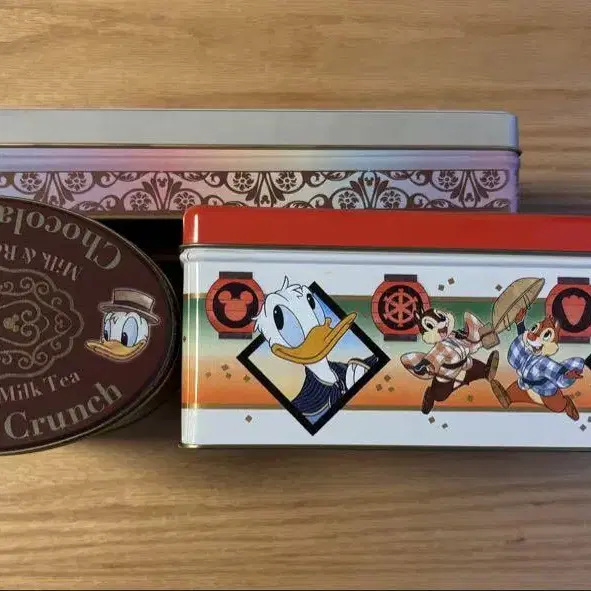 Chocola
Milk & R
Milk Tea
Crunch